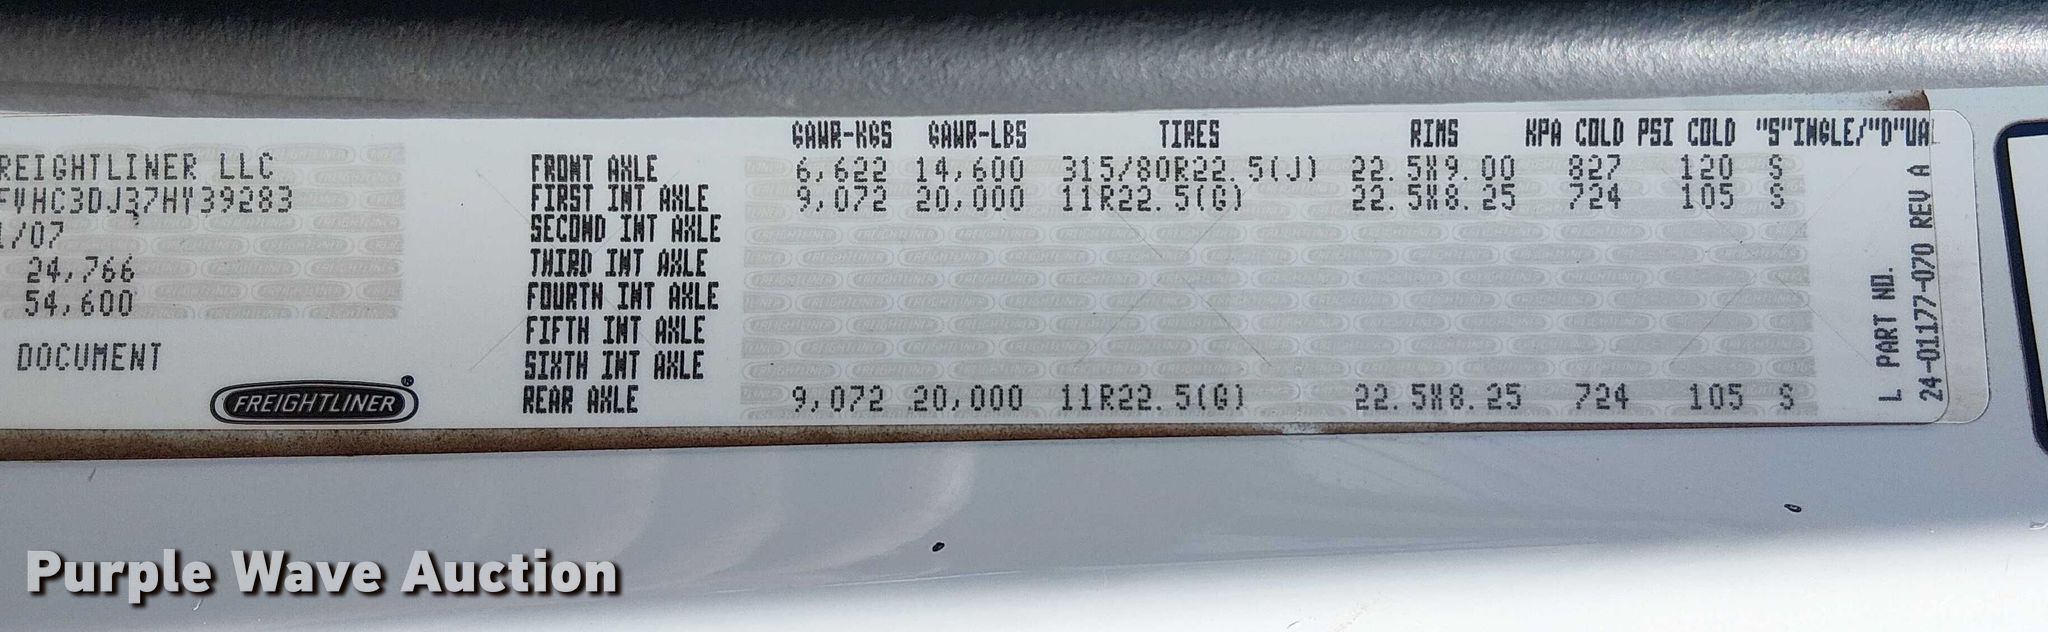 GAWR-KGS GAWR-LBS TIRES RIMS KPA COLD PSI COLD "S"INGLE/"D"UAL
REIGHTLINER LLC FRONT AXLE 6,622 14,600 315/80R22.5(J) 22.5X9.00 827 120 S
FVHC3DJ37HY39283 FIRST INT AXLE 9,072 20,000 11R22.5(G) 22.5X8.25 724 105 S
1/07 SECOND INT AXLE
24,766 THIRD INT AXLE
54,600 FOURTH INT AXLE
FIFTH INT AXLE
DOCUMENT SIXTH INT AXLE
FREIGHTLINER REAR AXLE 9,072 20,000 11R22.5(G) 22.5X8.25 724 105 S
L PART NO.
24-01177-070 REV A
Purple Wave Auction